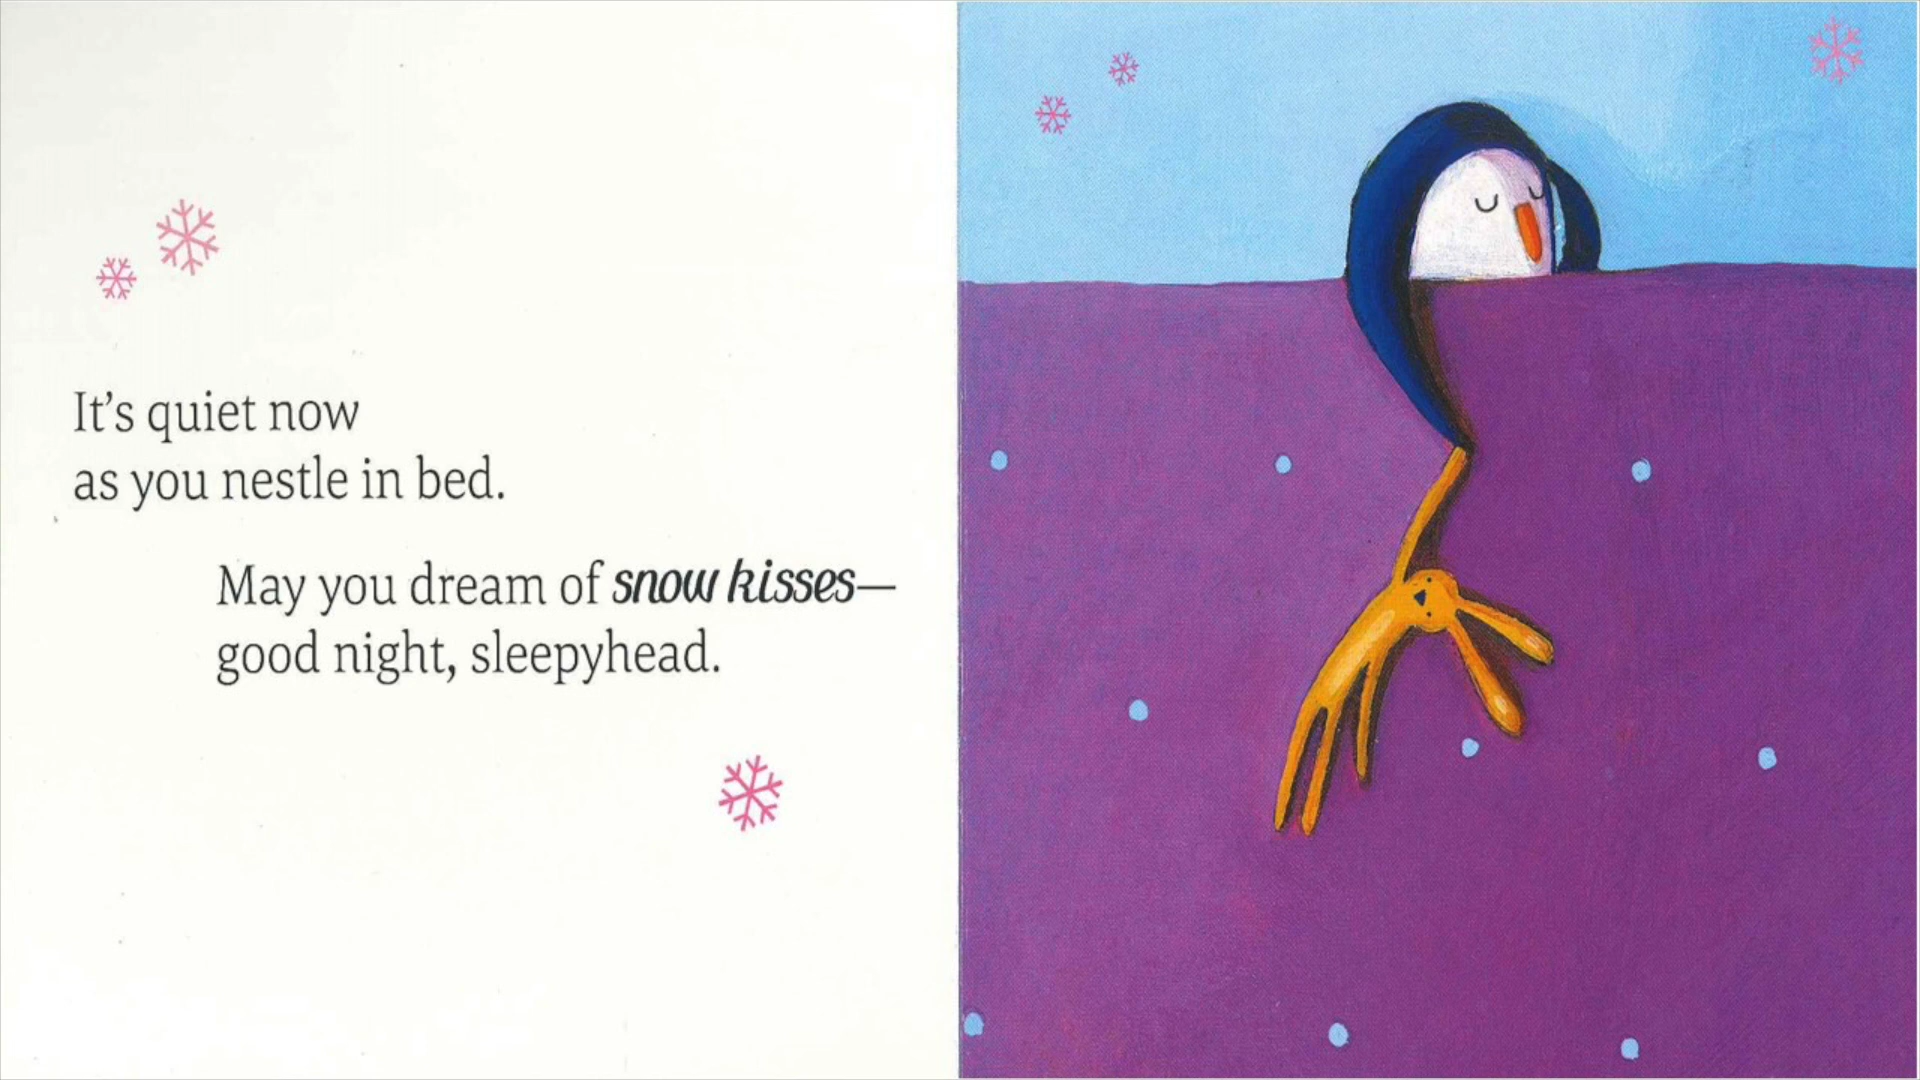 It’s quiet now
as you nestle in bed.
May you dream of snow kisses—
good night, sleepyhead.